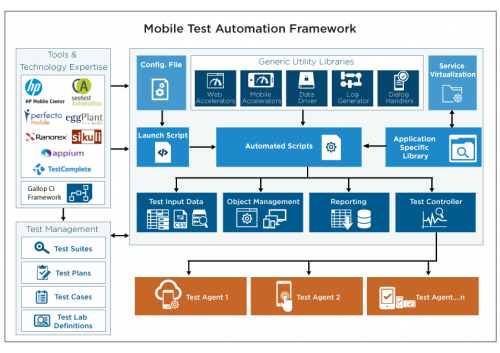 Mobile Test Automation Framework
Tools &
Technology Expertise
hp
HP Mobile Center
seetest
Automation
perfecto
mobile
eggPlant
Ranorex
sikuli
appium
TestComplete
Gallop CI
Framework
Test Management
Test Suites
Test Plans
Test Cases
Test Lab
Definitions
Config. File
Generic Utility Libraries
Web
Accelerators
Mobile
Accelerators
Data
Driver
Log
Generator
Dialog
Handlers
Service
Virtualization
Launch Script
Automated Scripts
Application
Specific
Library
Test Input Data
CSV
Object Management
Reporting
Test Controller
Test Agent 1
Test Agent 2
Test Agent....n